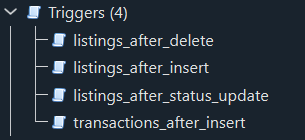 Triggers (4)
listings_after_delete
listings_after_insert
listings_after_status_update
transactions_after_insert